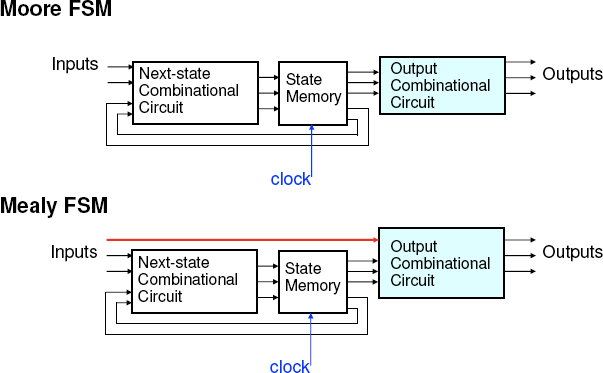 Moore FSM
Inputs
Next-state
Combinational
Circuit
State
Memory
Output
Combinational
Circuit
Outputs
clock
Mealy FSM
Inputs
Next-state
Combinational
Circuit
State
Memory
Output
Combinational
Circuit
Outputs
clock